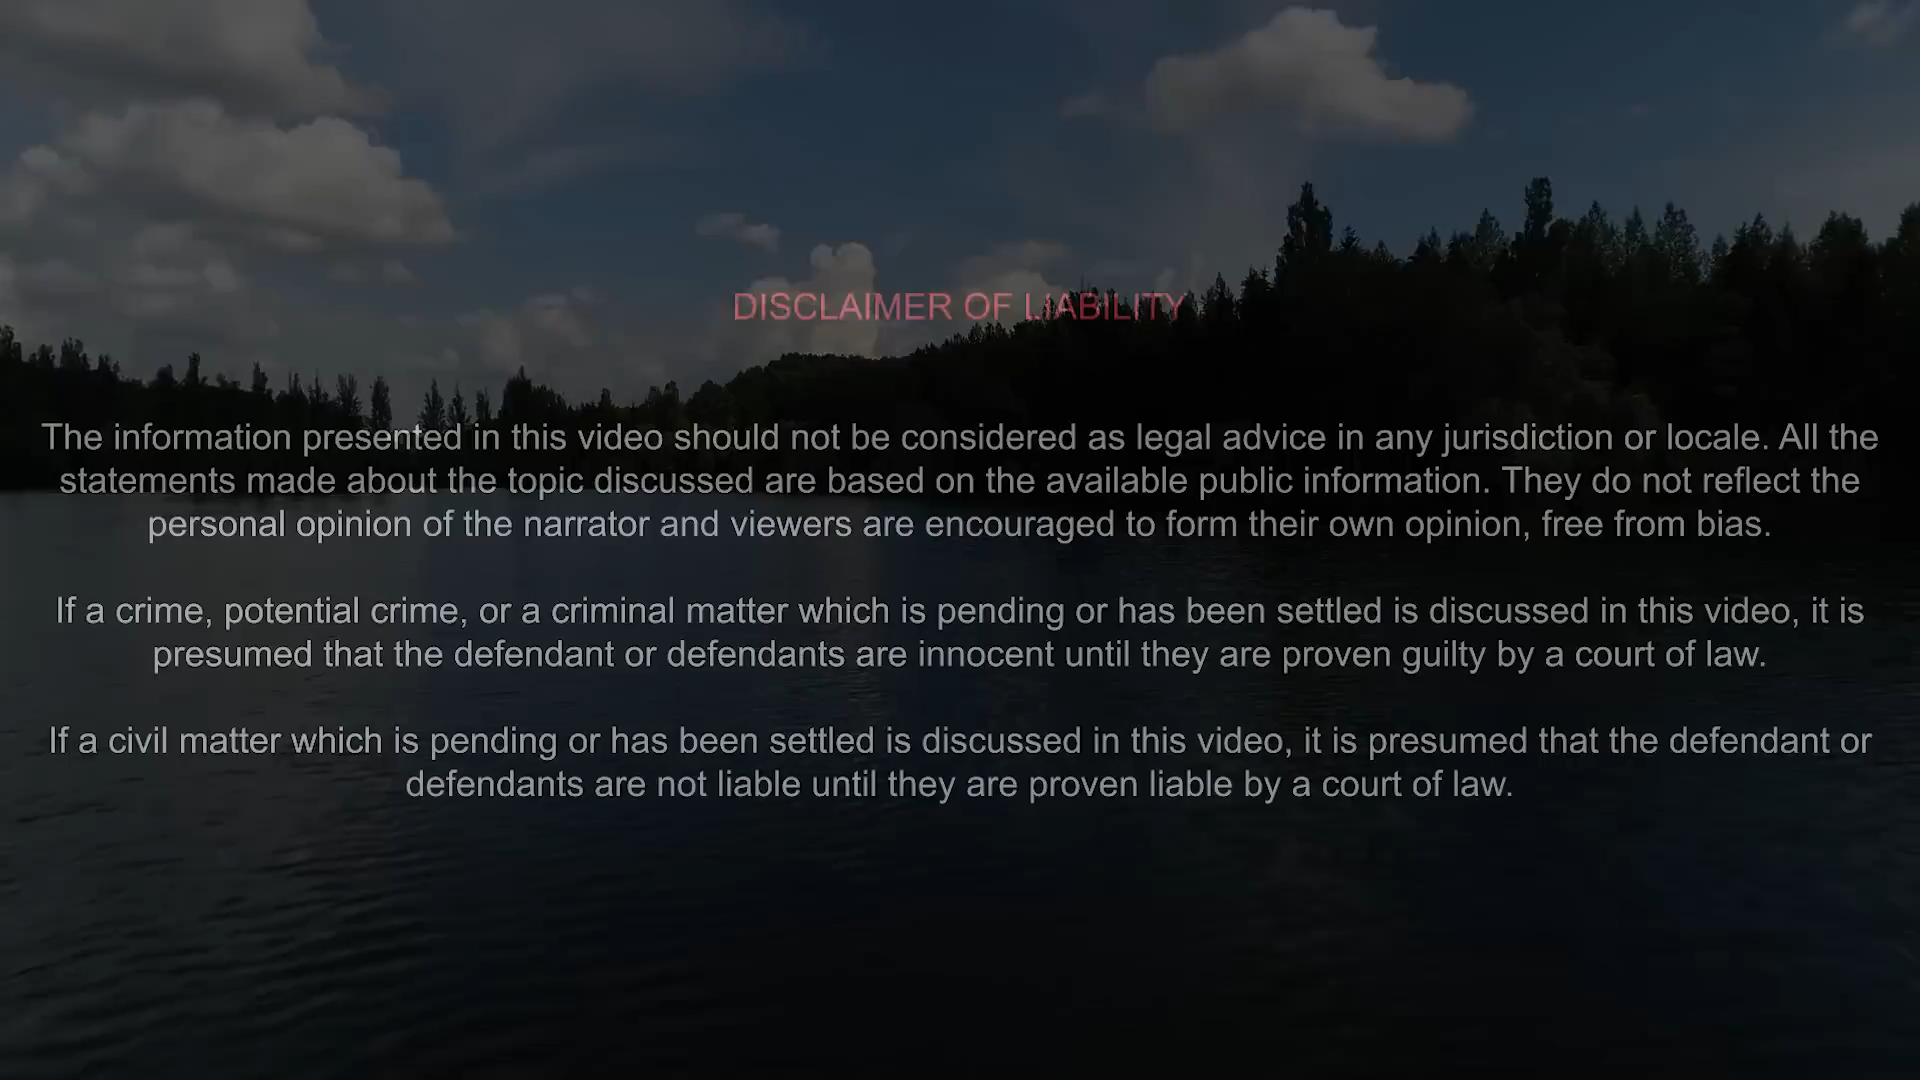 DISCLAIMER OF LIABILITY
The information presented in this video should not be considered as legal advice in any jurisdiction or locale. All the
statements made about the topic discussed are based on the available public information. They do not reflect the
personal opinion of the narrator and viewers are encouraged to form their own opinion, free from bias.
If a crime, potential crime, or a criminal matter which is pending or has been settled is discussed in this video, it is
presumed that the defendant or defendants are innocent until they are proven guilty by a court of law.
If a civil matter which is pending or has been settled is discussed in this video, it is presumed that the defendant or
defendants are not liable until they are proven liable by a court of law.